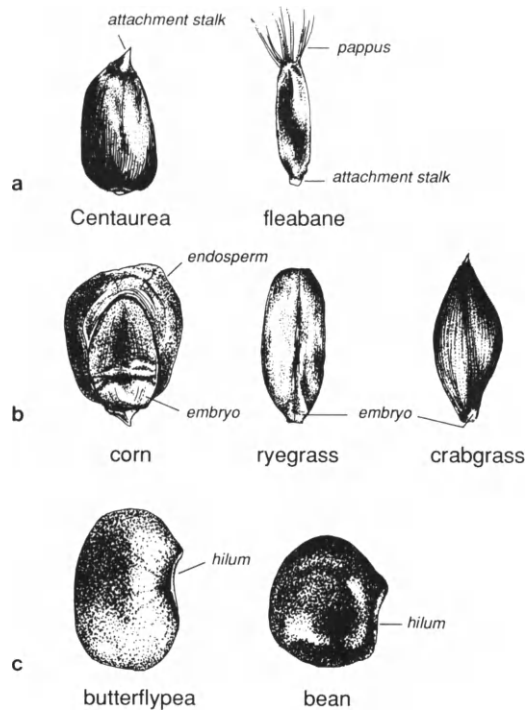 attachment stalk
pappus
attachment stalk
a
Centaurea fleabane
endosperm
embryo embryo
b
corn ryegrass crabgrass
hilum
hilum
c
butterflypea bean